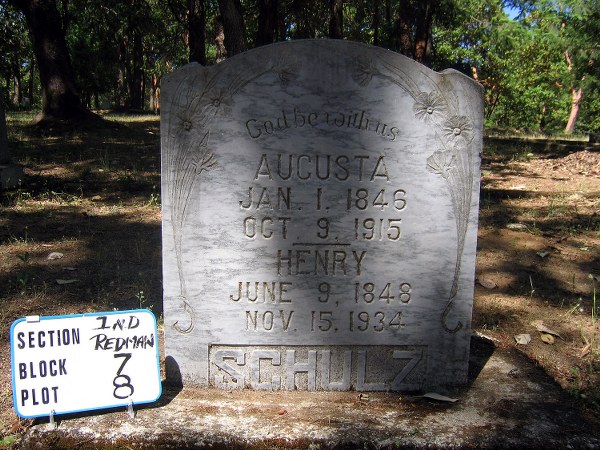 God be with us
AUGUSTA
JAN. 1. 1846
OCT. 9. 1915
HENRY
JUNE 9. 1848
NOV. 15. 1934
SCHULZ
SECTION IND REDMAN
BLOCK 7
PLOT 8